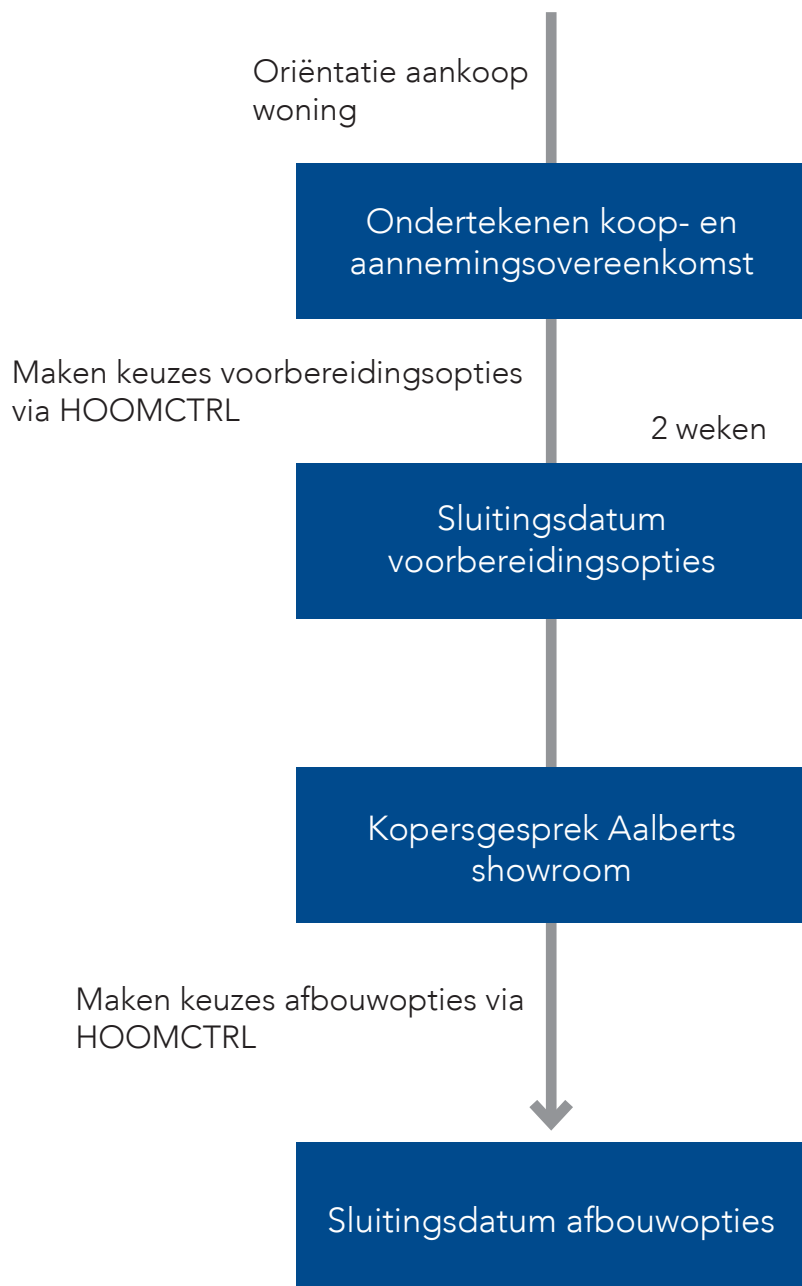 Oriëntatie aankoop
woning
Ondertekenen koop- en
aannemingsovereenkomst
Maken keuzes voorbereidingsopties
via HOOMCTRL
2 weken
Sluitingsdatum
voorbereidingsopties
Kopersgesprek Aalberts
showroom
Maken keuzes afbouwopties via
HOOMCTRL
Sluitingsdatum afbouwopties